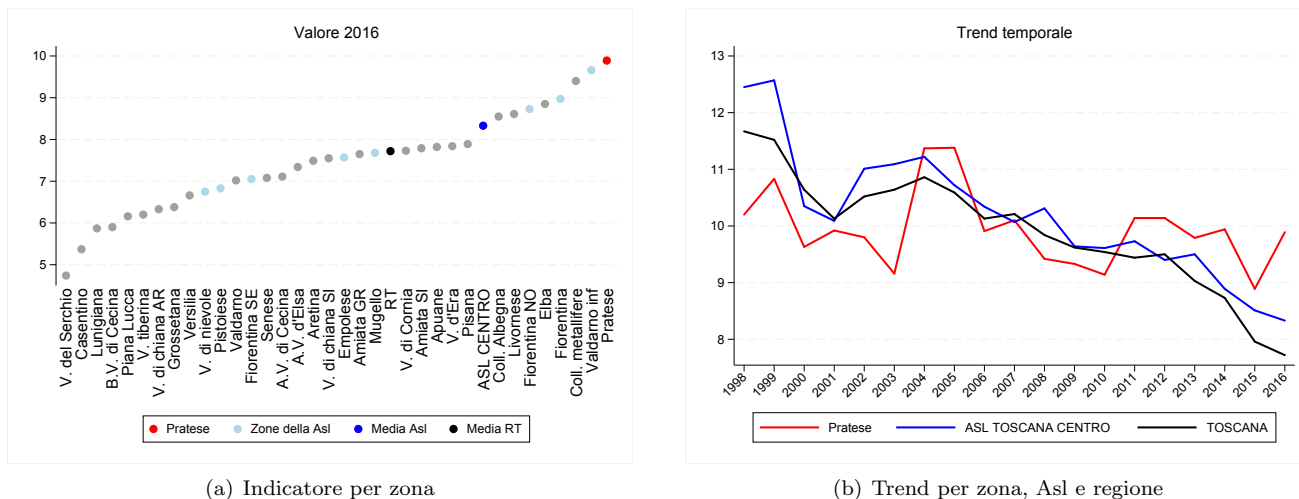 Valore 2016
10
9
8
7
6
5
V. del Serchio
Casentino
Lunigiana
B.V. di Cecina
Piana Lucca
V. tiberina
V. di chiana AR
Grossetana
Versilia
V. di nievole
Pistoiese
Valdarno
Fiorentina SE
Senese
A.V. di Cecina
A.V. d'Elsa
Aretina
V. di chiana SI
Empolese
Amiata GR
Mugello
RT
V. di Cornia
Amiata SI
Apuane
V. d'Era
Pisana
ASL CENTRO
Coll. Albegna
Livornese
Fiorentina NO
Elba
Fiorentina
Coll. metallifere
Valdarno inf
Pratese
Pratese Zone della Asl Media Asl Media RT
(a) Indicatore per zona
Trend temporale
13
12
11
10
9
8
1998 1999 2000 2001 2002 2003 2004 2005 2006 2007 2008 2009 2010 2011 2012 2013 2014 2015 2016
Pratese ASL TOSCANA CENTRO TOSCANA
(b) Trend per zona, Asl e regione